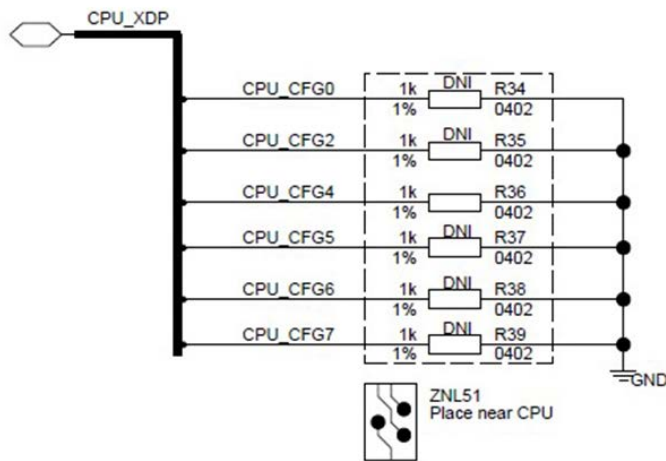 CPU_XDP
CPU_CFG0 1k DNI R34
1% 0402
CPU_CFG2 1k DNI R35
1% 0402
CPU_CFG4 1k R36
1% 0402
CPU_CFG5 1k DNI R37
1% 0402
CPU_CFG6 1k DNI R38
1% 0402
CPU_CFG7 1k DNI R39
1% 0402
GND
ZNL51
Place near CPU